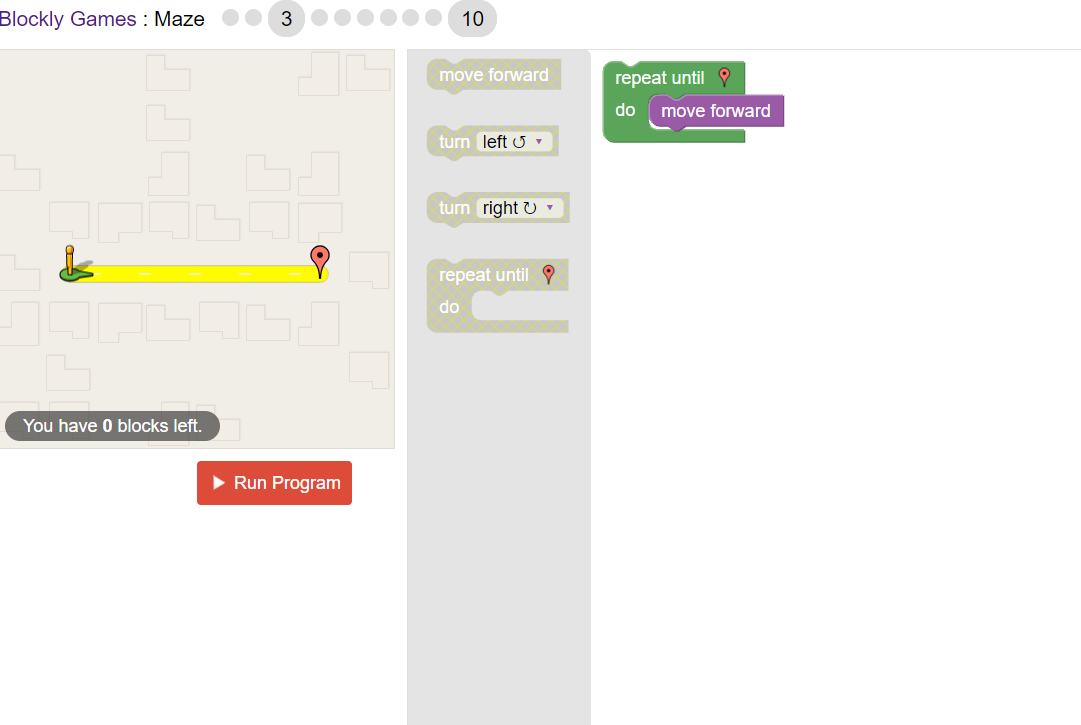 Blockly Games : Maze 3 10
move forward
turn left ↺ ▼
turn right ↻ ▼
repeat until
do
repeat until
do move forward
You have 0 blocks left.
Run Program